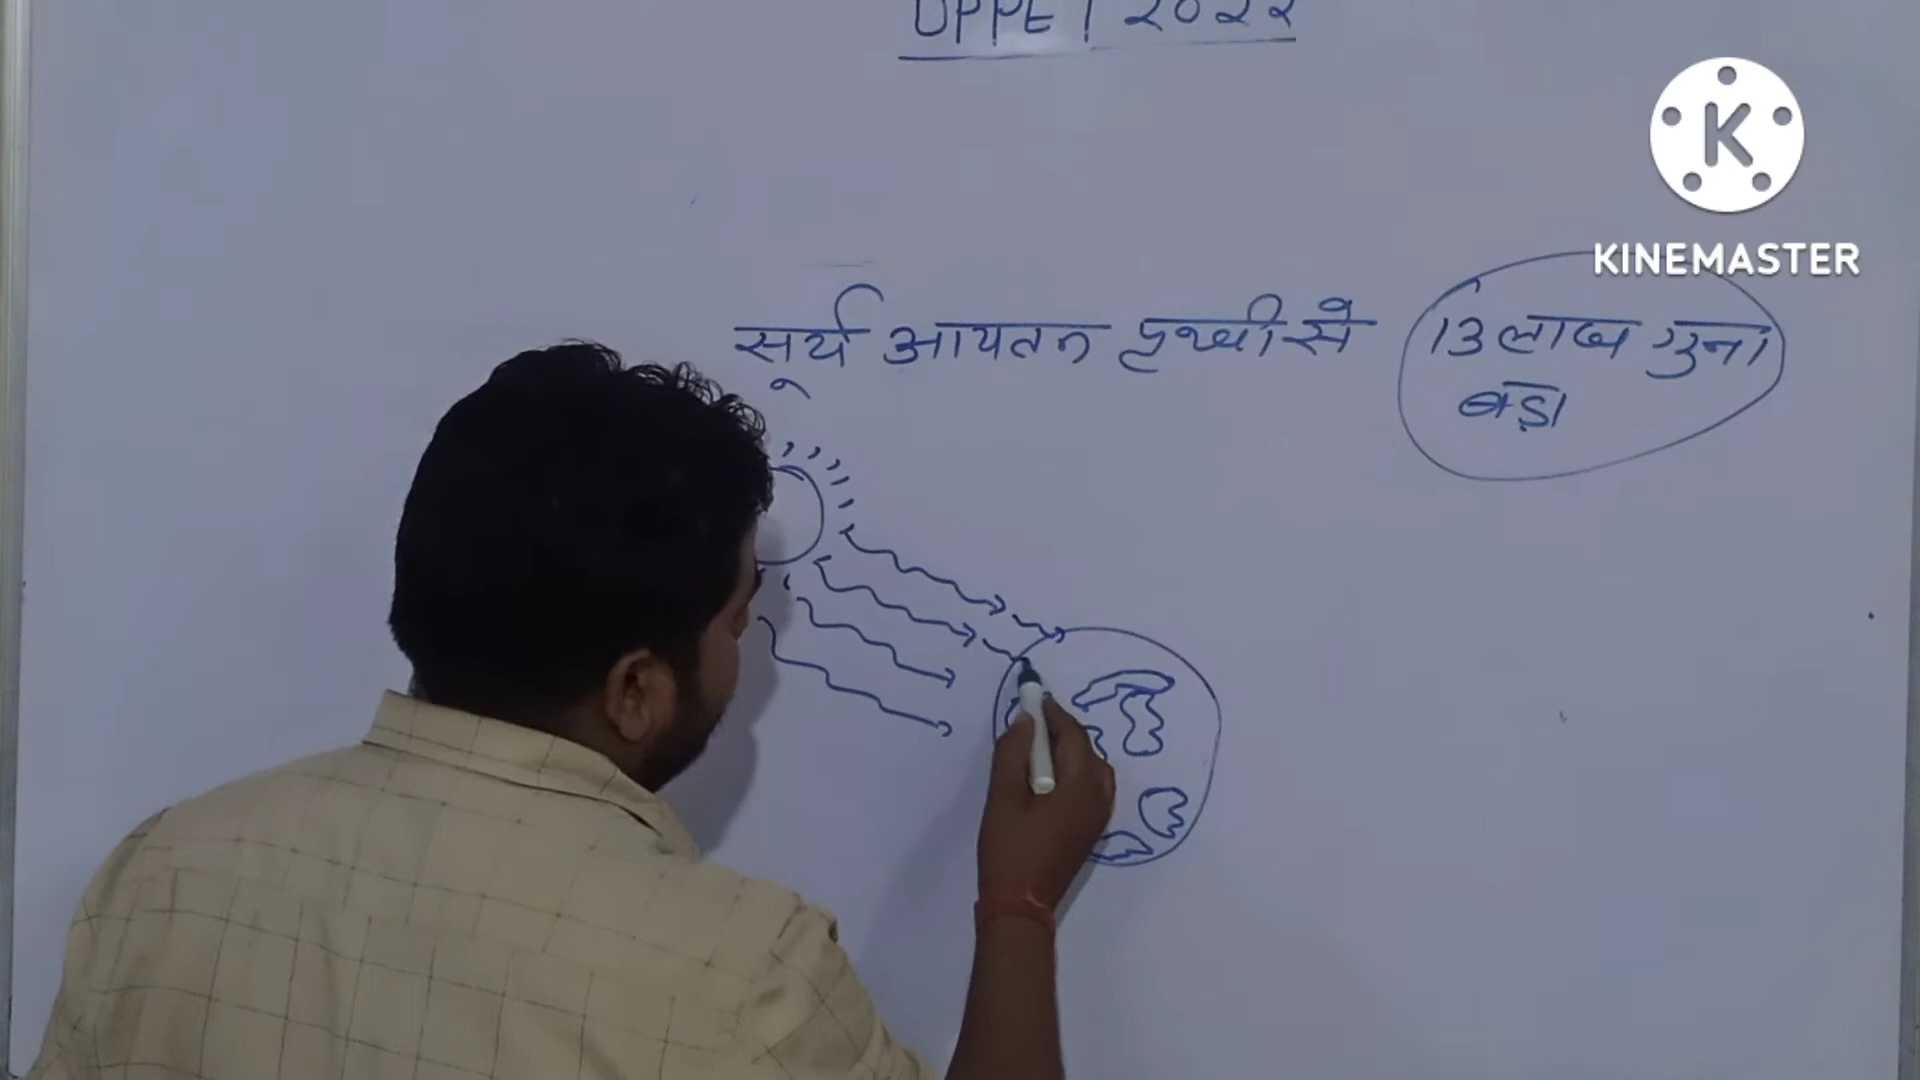 UPPET २०२२
K
KINEMASTER
सूर्य आयतन पृथ्वी से 13 लाख गुना
बड़ा